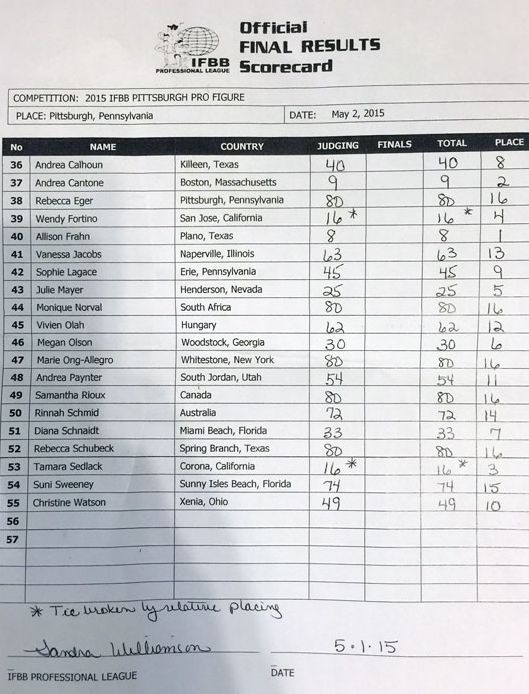 Official
FINAL RESULTS
IFBB
PROFESSIONAL LEAGUE Scorecard
COMPETITION: 2015 IFBB PITTSBURGH PRO FIGURE
PLACE: Pittsburgh, Pennsylvania DATE: May 2, 2015
No NAME COUNTRY JUDGING FINALS TOTAL PLACE
36 Andrea Calhoun Killeen, Texas 40 40 8
37 Andrea Cantone Boston, Massachusetts 9 9 2
38 Rebecca Eger Pittsburgh, Pennsylvania 80 80 16
39 Wendy Fortino San Jose, California 16 * 16 * 4
40 Allison Frahn Plano, Texas 8 8 1
41 Vanessa Jacobs Naperville, Illinois 63 63 13
42 Sophie Lagace Erie, Pennsylvania 45 45 9
43 Julie Mayer Henderson, Nevada 25 25 5
44 Monique Norval South Africa 80 80 16
45 Vivien Olah Hungary 62 62 12
46 Megan Olson Woodstock, Georgia 30 30 6
47 Marie Ong-Allegro Whitestone, New York 80 80 16
48 Andrea Paynter South Jordan, Utah 54 54 11
49 Samantha Rioux Canada 80 80 16
50 Rinnah Schmid Australia 72 72 14
51 Diana Schnaidt Miami Beach, Florida 33 33 7
52 Rebecca Schubeck Spring Branch, Texas 80 80 16
53 Tamara Sedlack Corona, California 16 * 16 * 3
54 Suni Sweeney Sunny Isles Beach, Florida 74 74 15
55 Christine Watson Xenia, Ohio 49 49 10
56
57
* Tie broken by relative placing
Sandra Williamson 5.1.15
IFBB PROFESSIONAL LEAGUE DATE